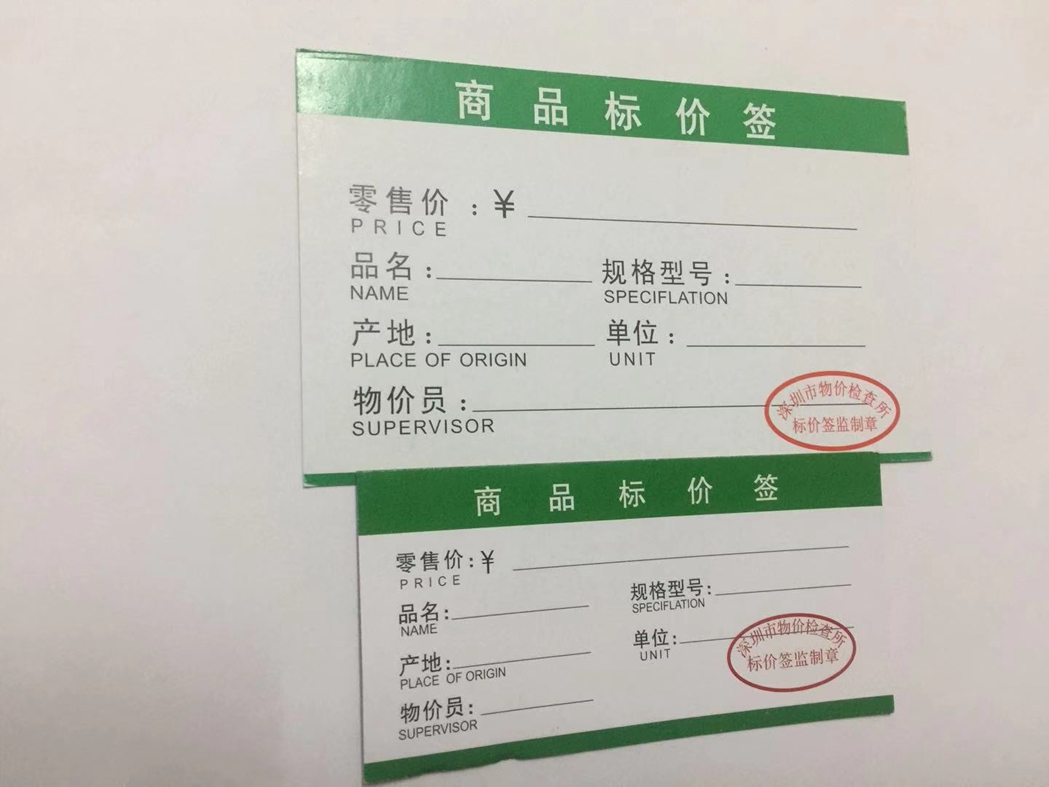 商品标价签
零售价：¥
PRICE
品名： 规格型号：
NAME SPECIFLATION
产地： 单位：
PLACE OF ORIGIN UNIT
物价员：
SUPERVISOR
深圳市物价检查所
标价签监制章
商品标价签
零售价：¥
PRICE
品名： 规格型号：
NAME SPECIFLATION
产地： 单位：
PLACE OF ORIGIN UNIT
物价员：
SUPERVISOR
深圳市物价检查所
标价签监制章